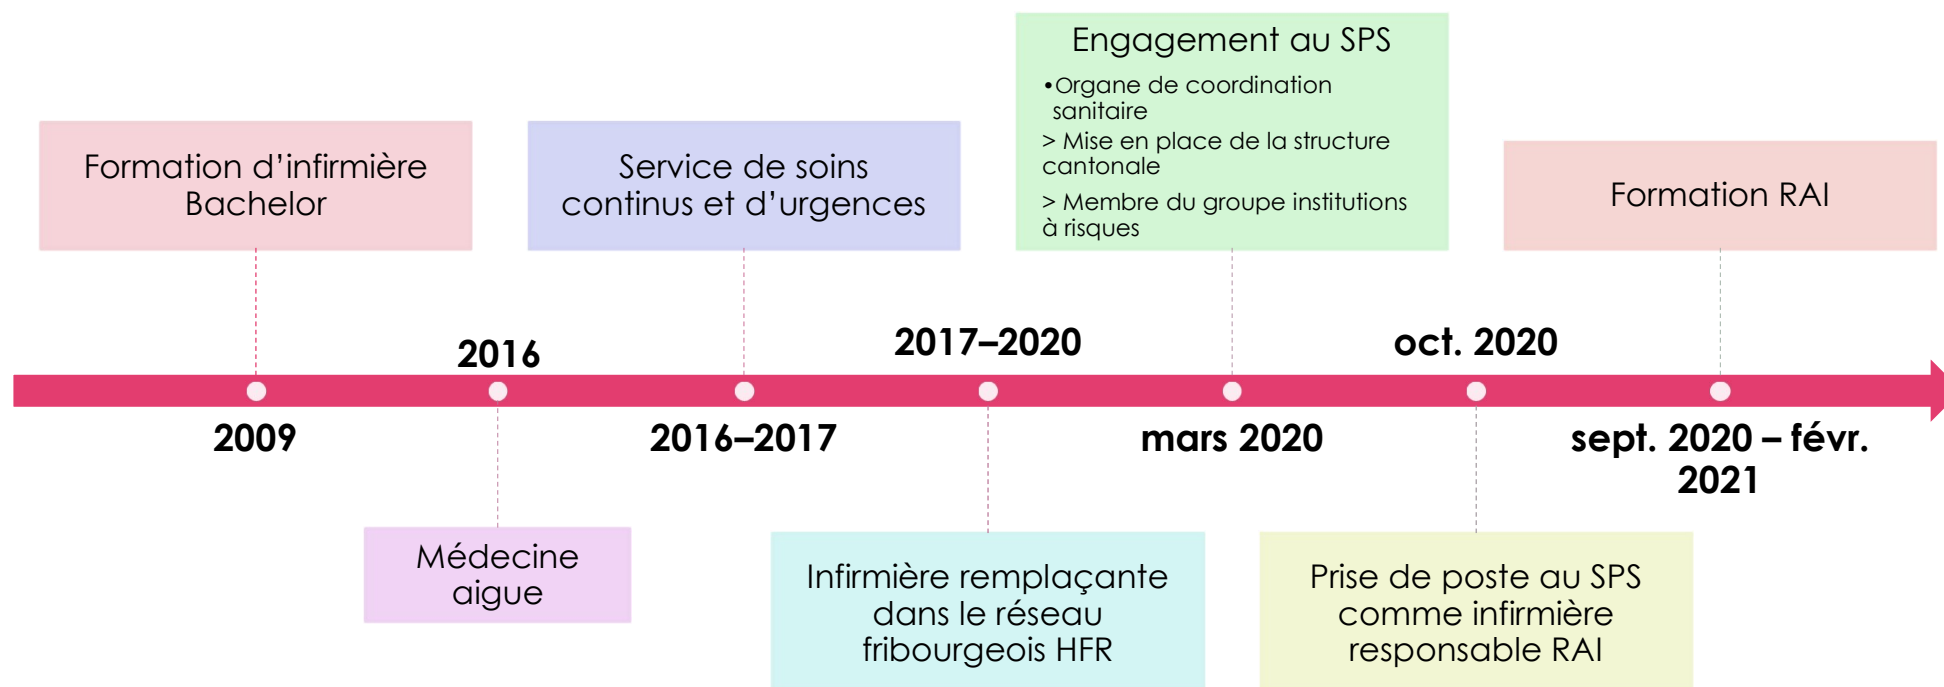 Engagement au SPS
•Organe de coordination
sanitaire
> Mise en place de la structure
cantonale
> Membre du groupe institutions
à risques
Formation d’infirmière
Bachelor
Service de soins
continus et d’urgences
Formation RAI
2016
2017–2020
oct. 2020
2009
2016–2017
mars 2020
sept. 2020 – févr.
2021
Médecine
aigue
Infirmière remplaçante
dans le réseau
fribourgeois HFR
Prise de poste au SPS
comme infirmière
responsable RAI